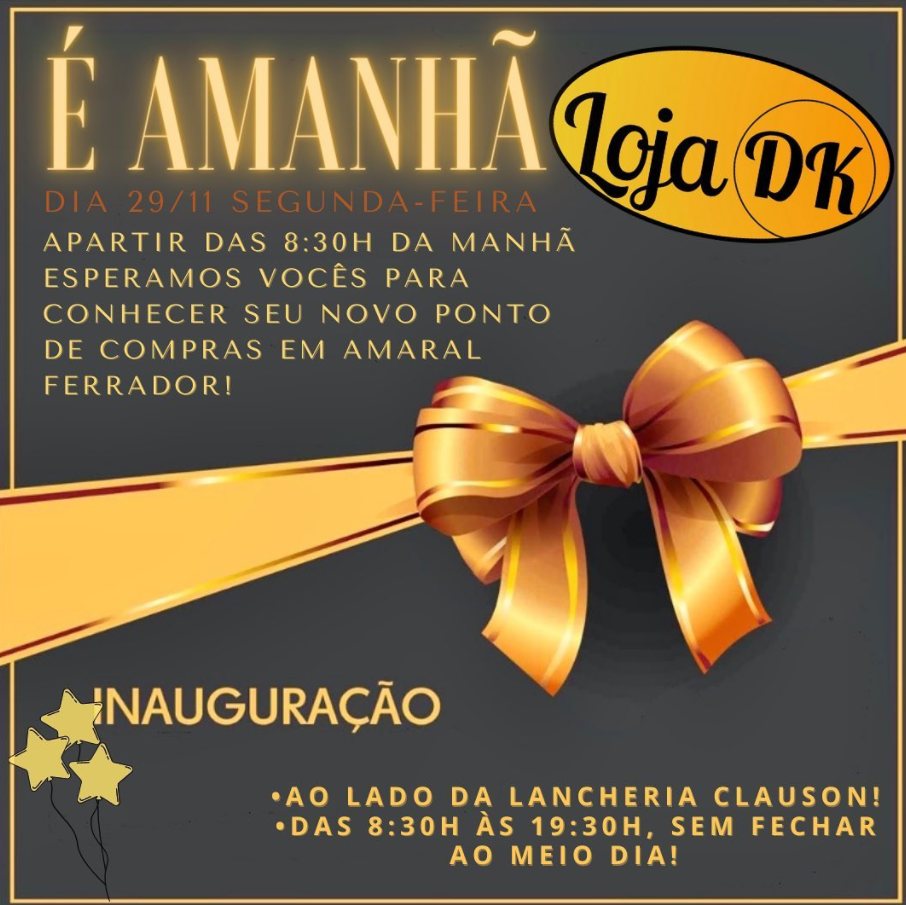 É AMANHÃ
Loja DK
DIA 29/11 SEGUNDA-FEIRA
APARTIR DAS 8:30H DA MANHÃ
ESPERAMOS VOCÊS PARA
CONHECER SEU NOVO PONTO
DE COMPRAS EM AMARAL
FERRADOR!
INAUGURAÇÃO
•AO LADO DA LANCHERIA CLAUSON!
•DAS 8:30H ÀS 19:30H, SEM FECHAR
AO MEIO DIA!